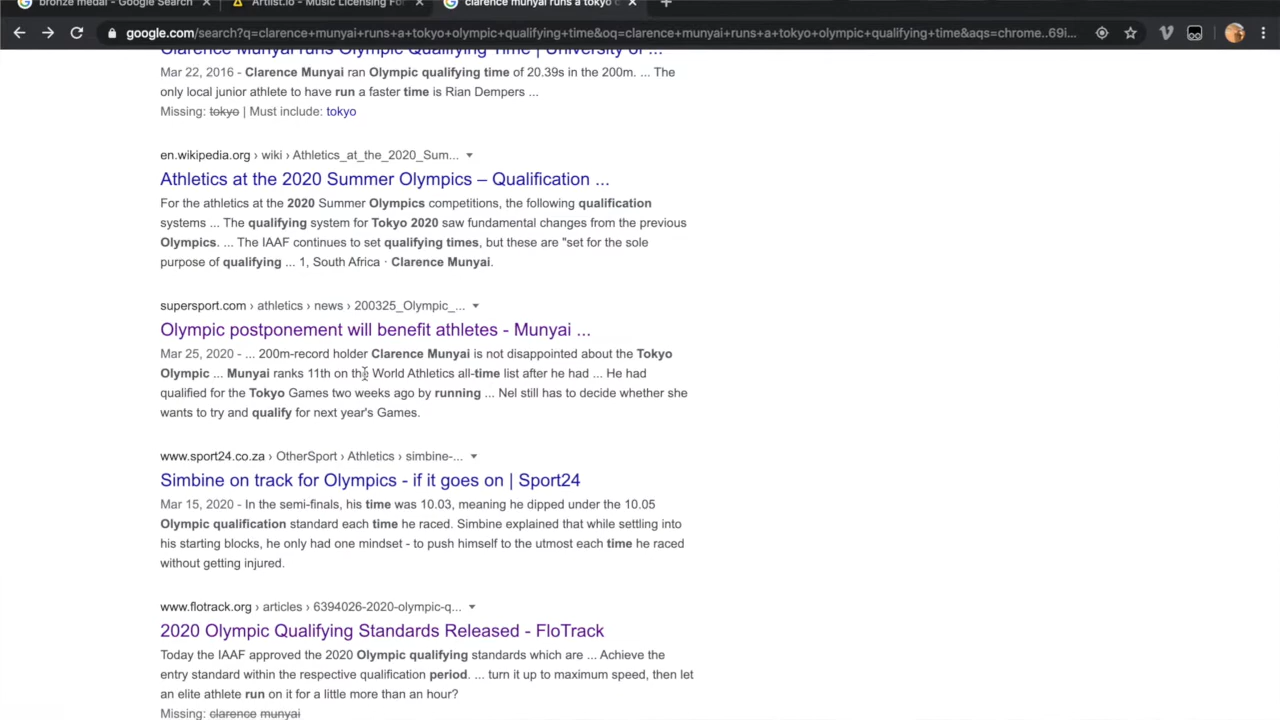 bronze medal - Google Search
Artlist.io - Music Licensing Fo
clarence munyai runs a tokyo o
google.com/search?q=clarence+munyai+runs+a+tokyo+olympic+qualifying+time&oq=clarence+munyai+runs+a+tokyo+olympic+qualifying+time&aqs=chrome..69i...
Clarence Munyai runs Olympic Qualifying Time | University of ...
Mar 22, 2016 - Clarence Munyai ran Olympic qualifying time of 20.39s in the 200m. ... The
only local junior athlete to have run a faster time is Rian Dempers ...
Missing: tokyo | Must include: tokyo
en.wikipedia.org › wiki › Athletics_at_the_2020_Sum...
Athletics at the 2020 Summer Olympics – Qualification ...
For the athletics at the 2020 Summer Olympics competitions, the following qualification
systems ... The qualifying system for Tokyo 2020 saw fundamental changes from the previous
Olympics. ... The IAAF continues to set qualifying times, but these are "set for the sole
purpose of qualifying ... 1, South Africa · Clarence Munyai.
supersport.com › athletics › news › 200325_Olympic_...
Olympic postponement will benefit athletes - Munyai ...
Mar 25, 2020 - ... 200m-record holder Clarence Munyai is not disappointed about the Tokyo
Olympic ... Munyai ranks 11th on the World Athletics all-time list after he had ... He had
qualified for the Tokyo Games two weeks ago by running ... Nel still has to decide whether she
wants to try and qualify for next year's Games.
www.sport24.co.za › OtherSport › Athletics › simbine-...
Simbine on track for Olympics - if it goes on | Sport24
Mar 15, 2020 - In the semi-finals, his time was 10.03, meaning he dipped under the 10.05
Olympic qualification standard each time he raced. Simbine explained that while settling into
his starting blocks, he only had one mindset - to push himself to the utmost each time he raced
without getting injured.
www.flotrack.org › articles › 6394026-2020-olympic-q...
2020 Olympic Qualifying Standards Released - FloTrack
Today the IAAF approved the 2020 Olympic qualifying standards which are ... Achieve the
entry standard within the respective qualification period. ... turn it up to maximum speed, then let
an elite athlete run on it for a little more than an hour?
Missing: clarence munyai